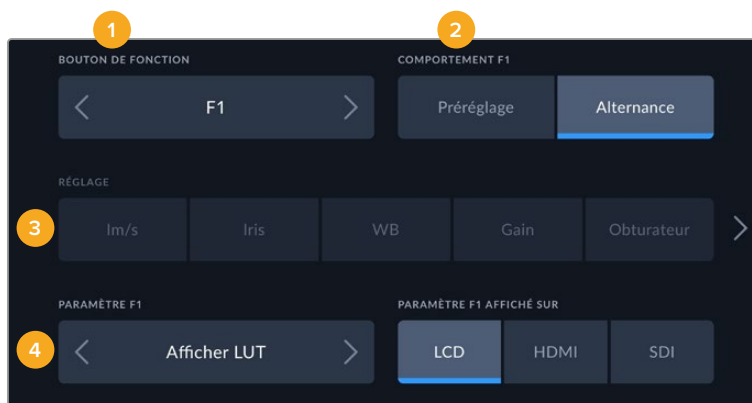 1
2
BOUTON DE FONCTION
COMPORTEMENT F1
F1
Préréglage
Alternance
RÉGLAGE
3
Im/s
Iris
WB
Gain
Obturateur
PARAMÈTRE F1
PARAMÈTRE F1 AFFICHÉ SUR
4
Afficher LUT
LCD
HDMI
SDI